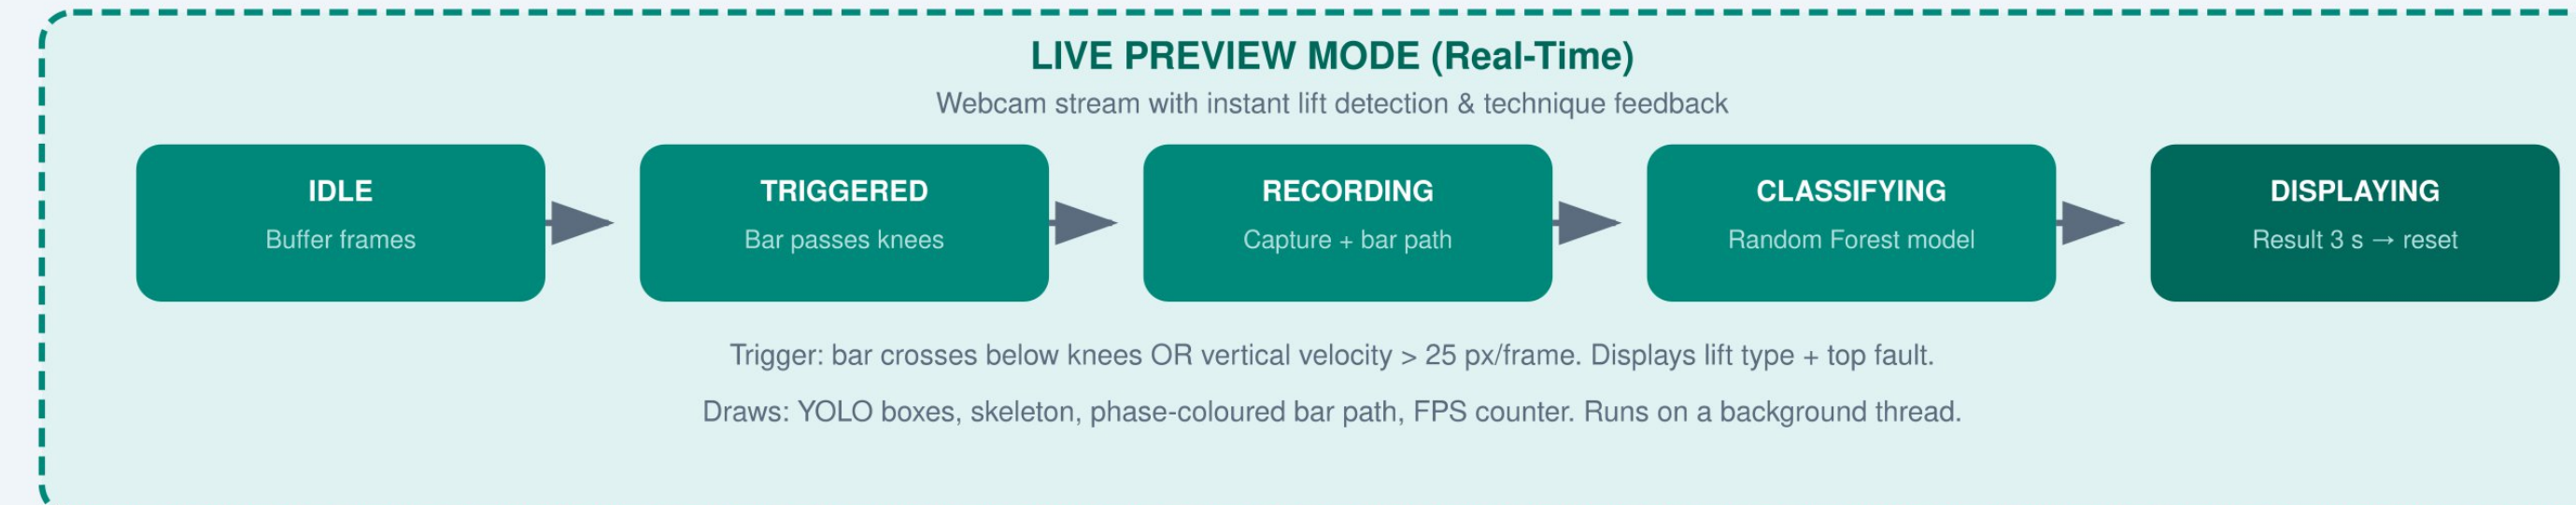 LIVE PREVIEW MODE (Real-Time)
Webcam stream with instant lift detection & technique feedback
IDLE
Buffer frames
TRIGGERED
Bar passes knees
RECORDING
Capture + bar path
CLASSIFYING
Random Forest model
DISPLAYING
Result 3 s → reset
Trigger: bar crosses below knees OR vertical velocity > 25 px/frame. Displays lift type + top fault.
Draws: YOLO boxes, skeleton, phase-coloured bar path, FPS counter. Runs on a background thread.